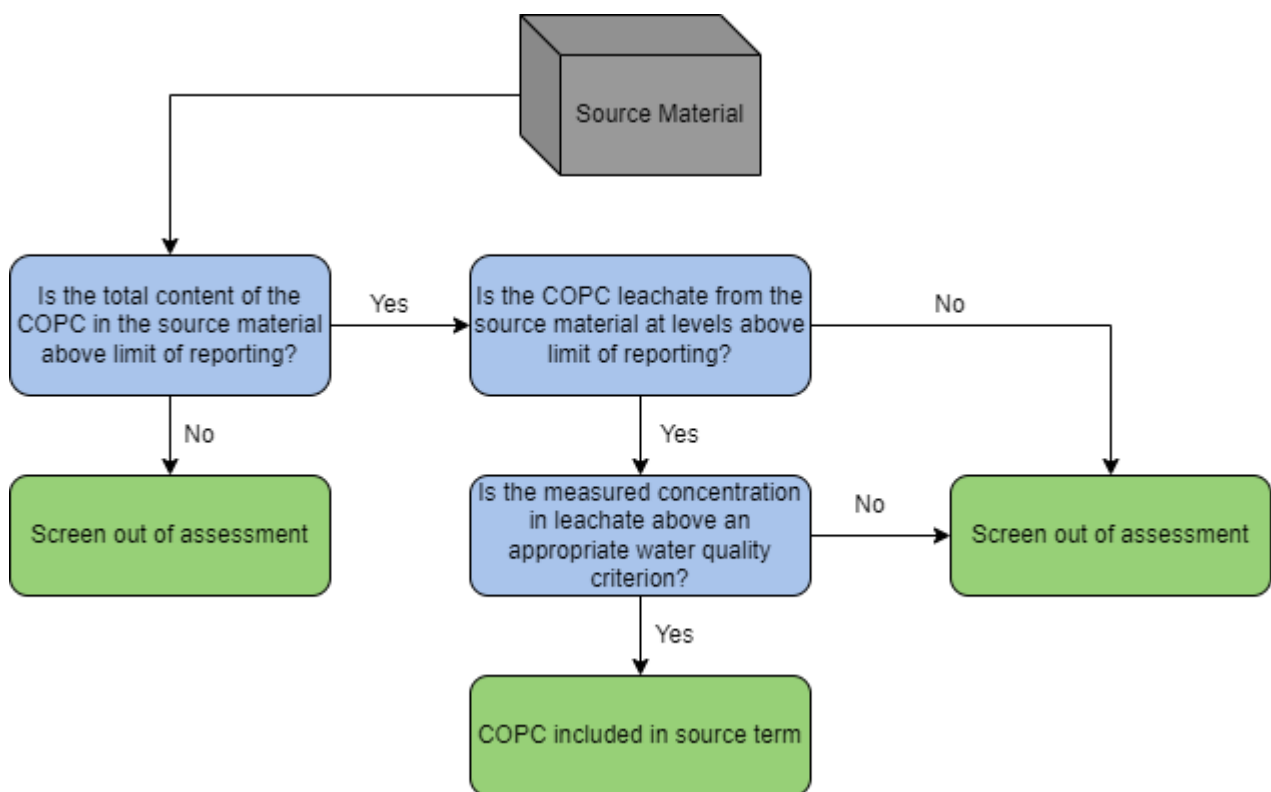 Source Material
Is the total content of the
COPC in the source material
above limit of reporting?
Yes
Is the COPC leachate from the
source material at levels above
limit of reporting?
No
No
Yes
Screen out of assessment
Is the measured concentration
in leachate above an
appropriate water quality
criterion?
No
Screen out of assessment
Yes
COPC included in source term